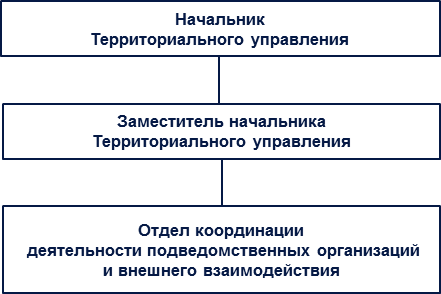 Начальник
Территориального управления
Заместитель начальника
Территориального управления
Отдел координации
деятельности подведомственных организаций
и внешнего взаимодействия